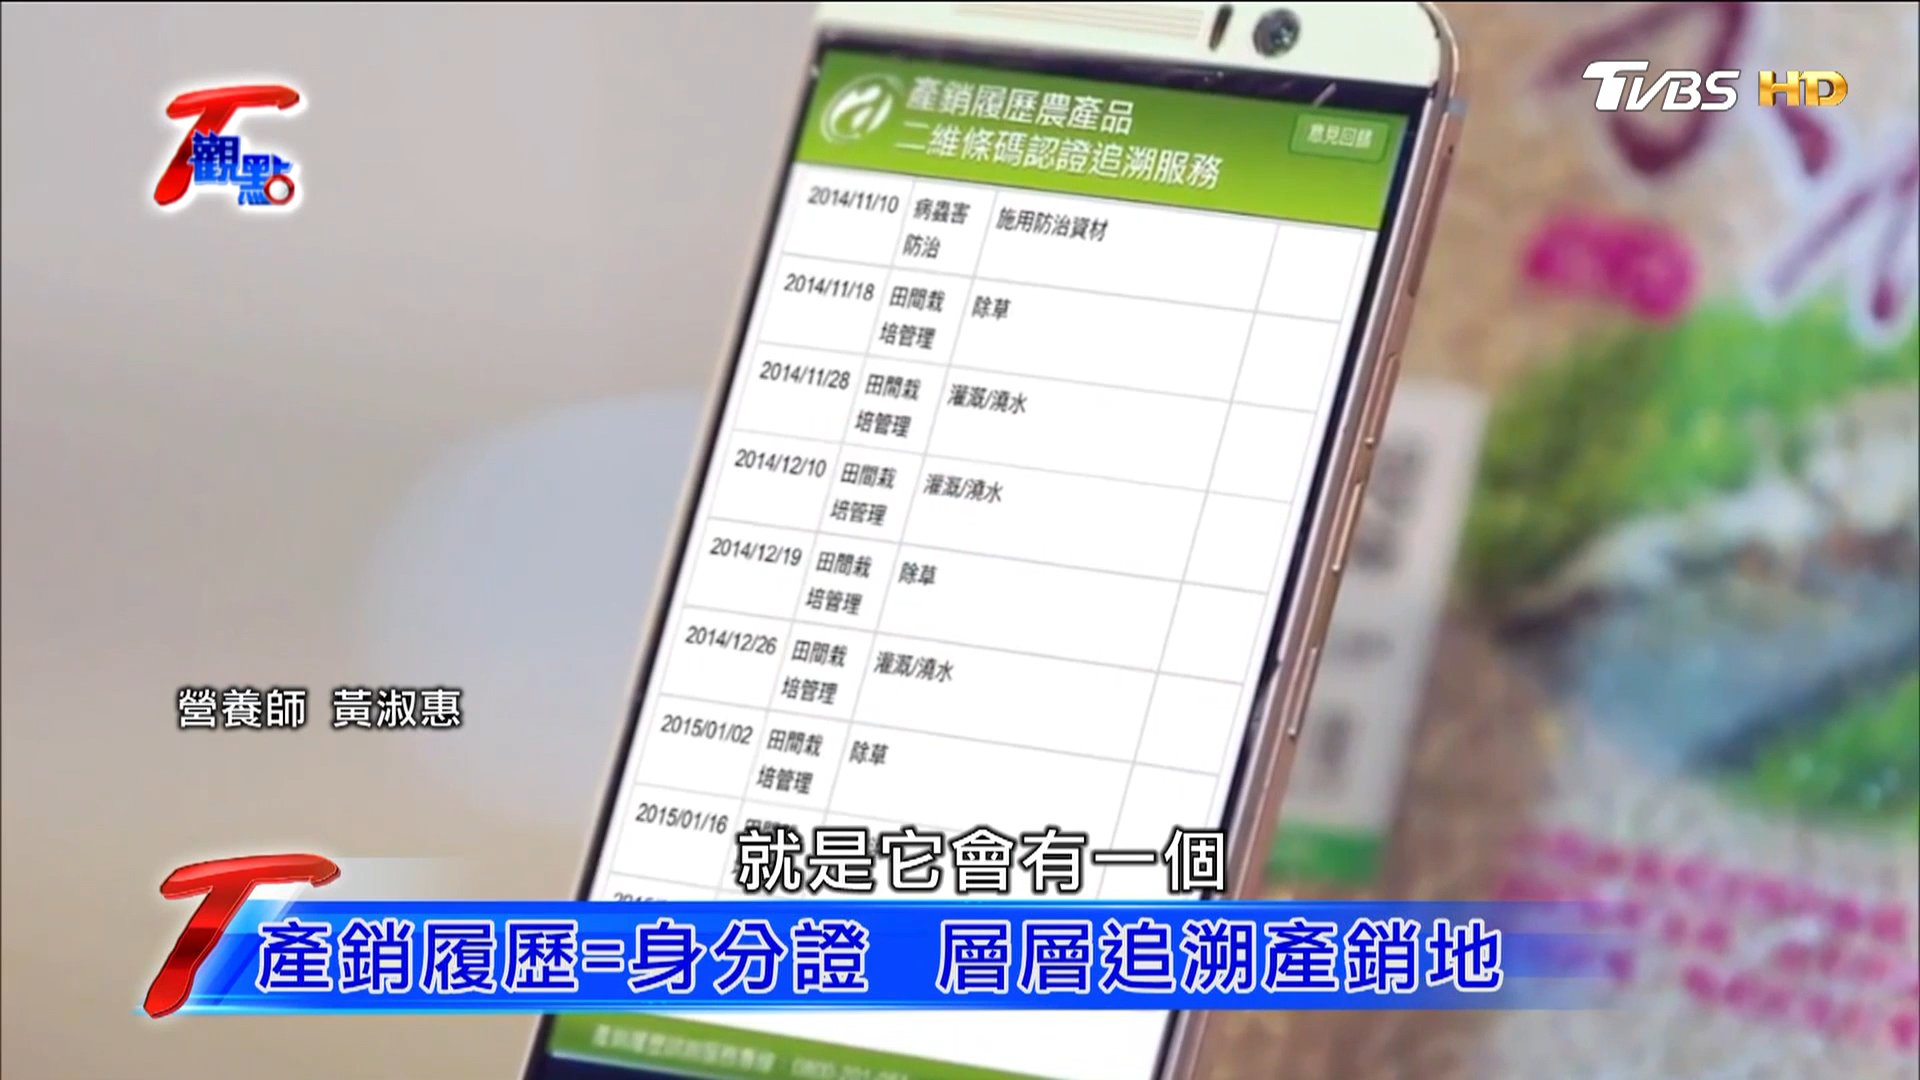 T觀點
TVBS HD
產銷履歷農產品
二維條碼認證追溯服務
意見回饋
2014/11/10 病蟲害防治 施用防治資材
2014/11/18 田間栽培管理 除草
2014/11/28 田間栽培管理 灌溉/澆水
2014/12/10 田間栽培管理 灌溉/澆水
2014/12/19 田間栽培管理 除草
2014/12/26 田間栽培管理 灌溉/澆水
2015/01/02 田間栽培管理 除草
2015/01/16
營養師 黃淑惠
就是它會有一個
T 產銷履歷=身分證 層層追溯產銷地